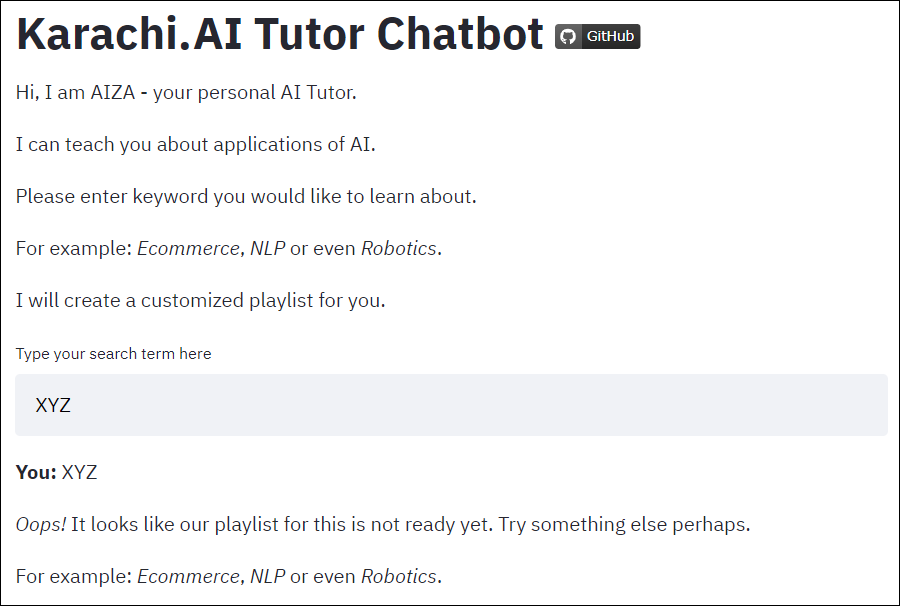 Karachi.AI Tutor Chatbot GitHub
Hi, I am AIZA - your personal AI Tutor.
I can teach you about applications of AI.
Please enter keyword you would like to learn about.
For example: Ecommerce, NLP or even Robotics.
I will create a customized playlist for you.
Type your search term here
XYZ
You: XYZ
Oops! It looks like our playlist for this is not ready yet. Try something else perhaps.
For example: Ecommerce, NLP or even Robotics.